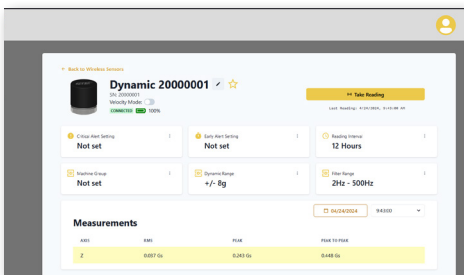 ← Back to Wireless Sensors
Dynamic 20000001
SN: 20000001
Velocity Mode:
CONNECTED 100%
Take Reading
Critical Alert Setting
Not set
Early Alert Setting
Not set
Reading Interval
12 Hours
Machine Group
Not set
Dynamic Range
+/- 8g
Filter Range
2Hz - 500Hz
04/24/2024
Measurements
AXIS RMS PEAK PEAK TO PEAK
Z 0.057 Gs 0.243 Gs 0.448 Gs